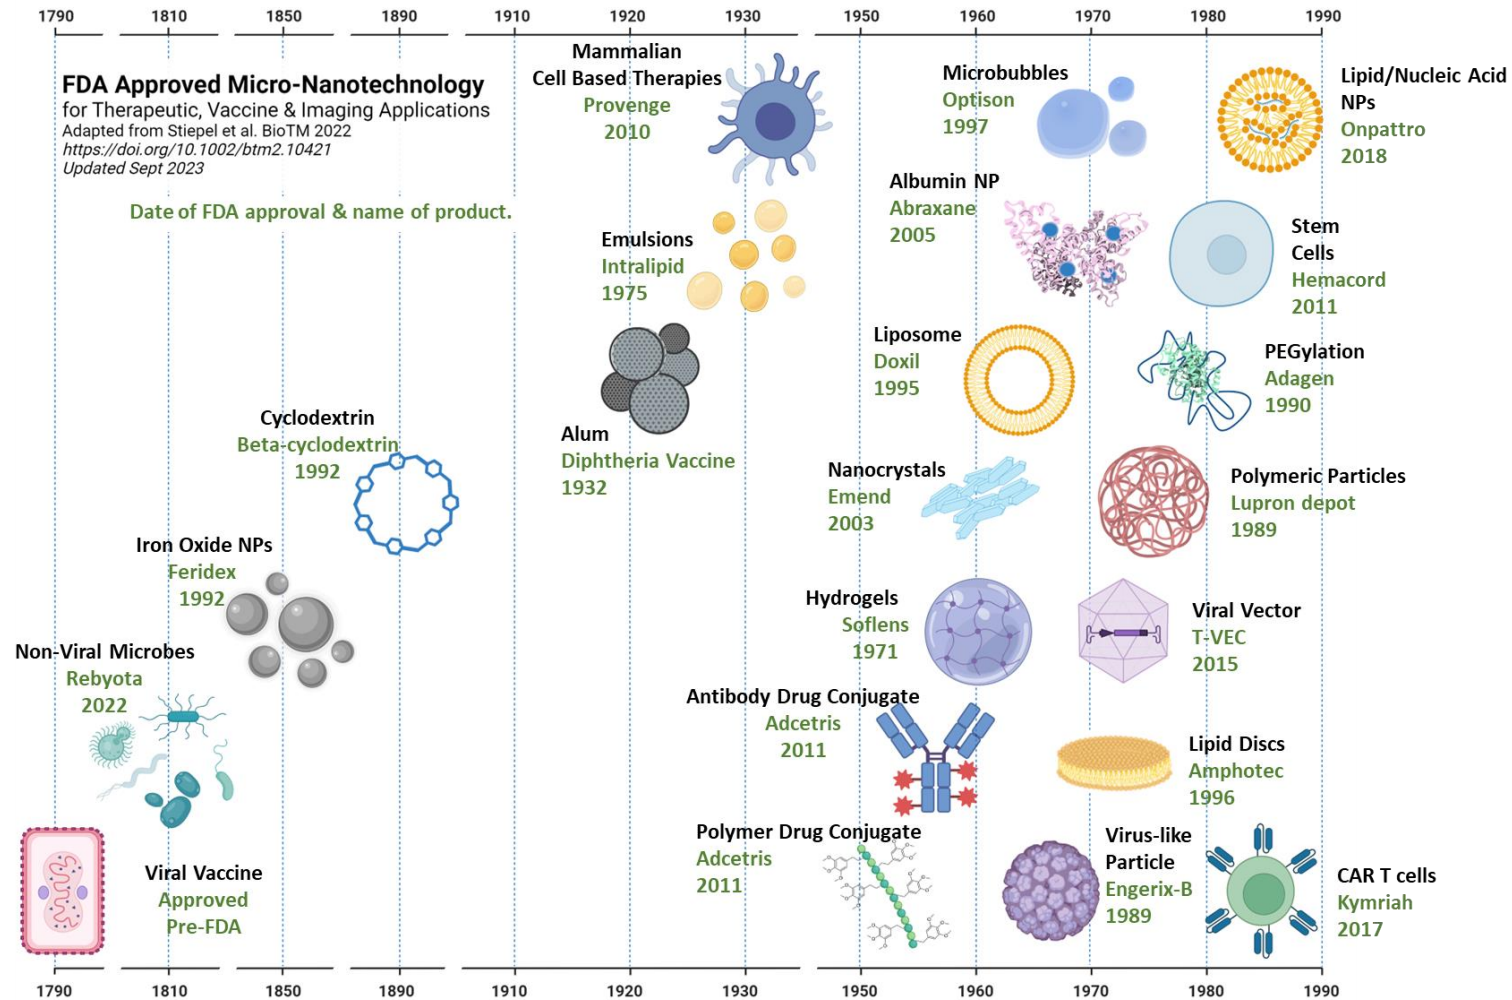 1790 1810 1850 1890 1910 1920 1930 1950 1960 1970 1980 1990
FDA Approved Micro-Nanotechnology
for Therapeutic, Vaccine & Imaging Applications
Adapted from Stiepel et al. BioTM 2022
https://doi.org/10.1002/btm2.10421
Updated Sept 2023
Date of FDA approval & name of product.
Mammalian
Cell Based Therapies
Provenge
2010
Microbubbles
Optison
1997
Lipid/Nucleic Acid
NPs
Onpattro
2018
Albumin NP
Abraxane
2005
Emulsions
Intralipid
1975
Stem
Cells
Hemacord
2011
Liposome
Doxil
1995
PEGylation
Adagen
1990
Cyclodextrin
Beta-cyclodextrin
1992
Alum
Diphtheria Vaccine
1932
Nanocrystals
Emend
2003
Polymeric Particles
Lupron depot
1989
Iron Oxide NPs
Feridex
1992
Hydrogels
Soflens
1971
Viral Vector
T-VEC
2015
Non-Viral Microbes
Rebyota
2022
Antibody Drug Conjugate
Adcetris
2011
Lipid Discs
Amphotec
1996
Viral Vaccine
Approved
Pre-FDA
Polymer Drug Conjugate
Adcetris
2011
Virus-like
Particle
Engerix-B
1989
CAR T cells
Kymriah
2017
1790 1810 1850 1890 1910 1920 1930 1950 1960 1970 1980 1990